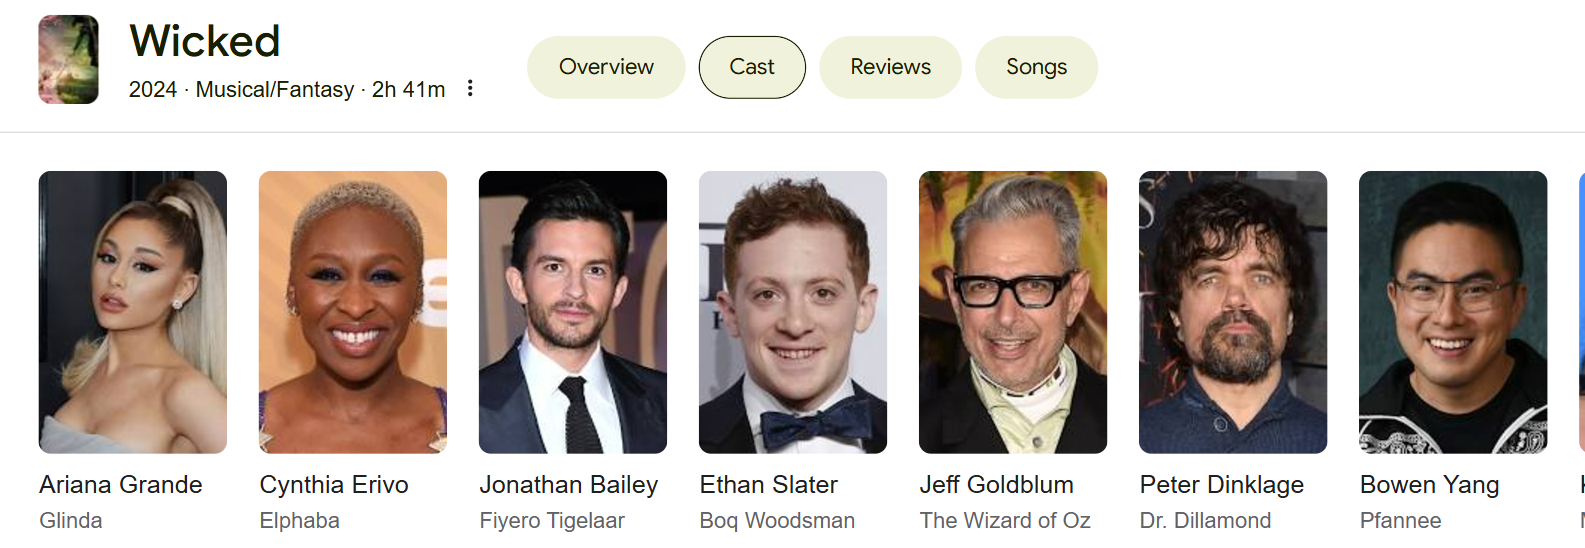 Wicked
2024 · Musical/Fantasy · 2h 41m
Overview
Cast
Reviews
Songs
Ariana Grande
Glinda
Cynthia Erivo
Elphaba
Jonathan Bailey
Fiyero Tigelaar
Ethan Slater
Boq Woodsman
Jeff Goldblum
The Wizard of Oz
Peter Dinklage
Dr. Dillamond
Bowen Yang
Pfannee